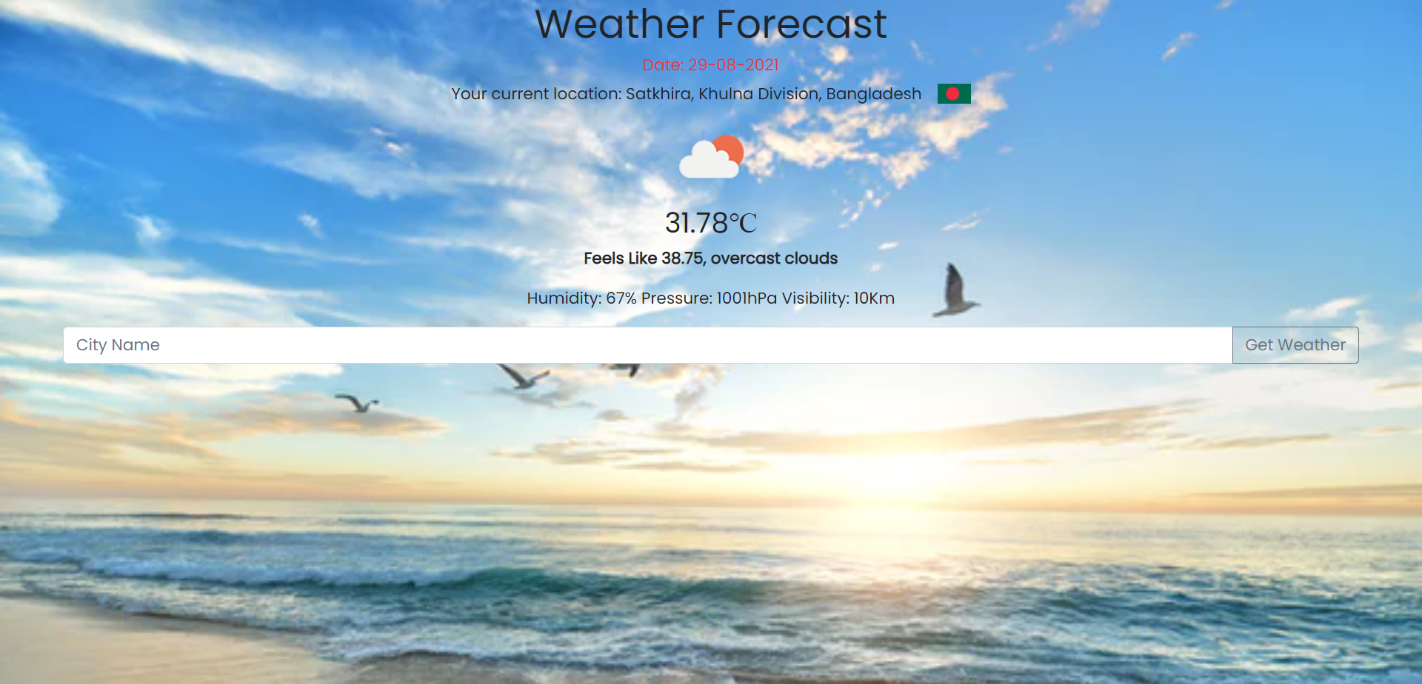 Weather Forecast
Date: 29-08-2021
Your current location: Satkhira, Khulna Division, Bangladesh
31.78°C
Feels Like 38.75, overcast clouds
Humidity: 67% Pressure: 1001hPa Visibility: 10Km
City Name Get Weather